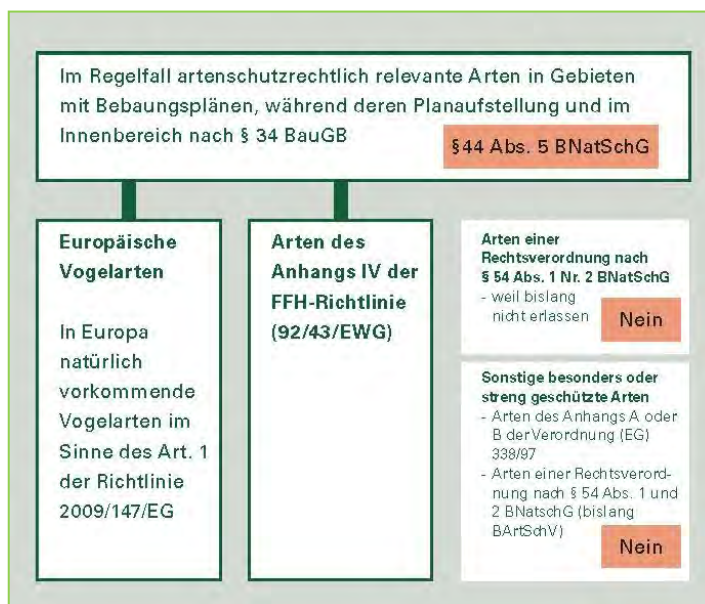 Im Regelfall artenschutzrechtlich relevante Arten in Gebieten
mit Bebaungsplänen, während deren Planaufstellung und im
Innenbereich nach § 34 BauGB
§44 Abs. 5 BNatSchG
Europäische
Vogelarten
In Europa
natürlich
vorkommende
Vogelarten im
Sinne des Art. 1
der Richtlinie
2009/147/EG
Arten des
Anhangs IV der
FFH-Richtlinie
(92/43/EWG)
Arten einer
Rechtsverordnung nach
§ 54 Abs. 1 Nr. 2 BNatSchG
- weil bislang
nicht erlassen
Nein
Sonstige besonders oder
streng geschützte Arten
- Arten des Anhangs A oder
B der Verordnung (EG)
338/97
- Arten einer Rechtsverord-
nung nach § 54 Abs. 1 und
2 BNatschG (bislang
BArtSchV)
Nein